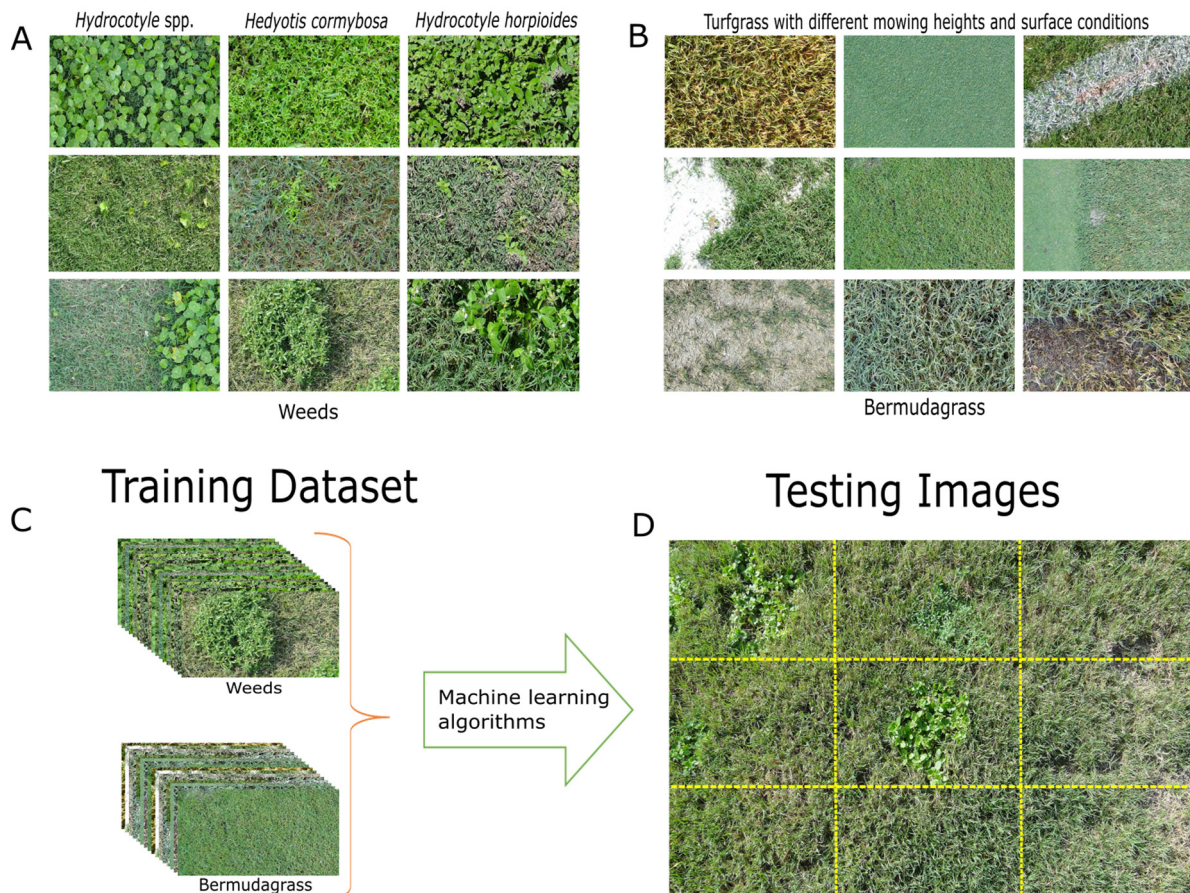 A
Hydrocotyle spp.
Hedyotis cormybosa
Hydrocotyle horpioides
Weeds
B
Turfgrass with different mowing heights and surface conditions
Bermudagrass
Training Dataset
C
Weeds
Bermudagrass
Machine learning
algorithms
Testing Images
D